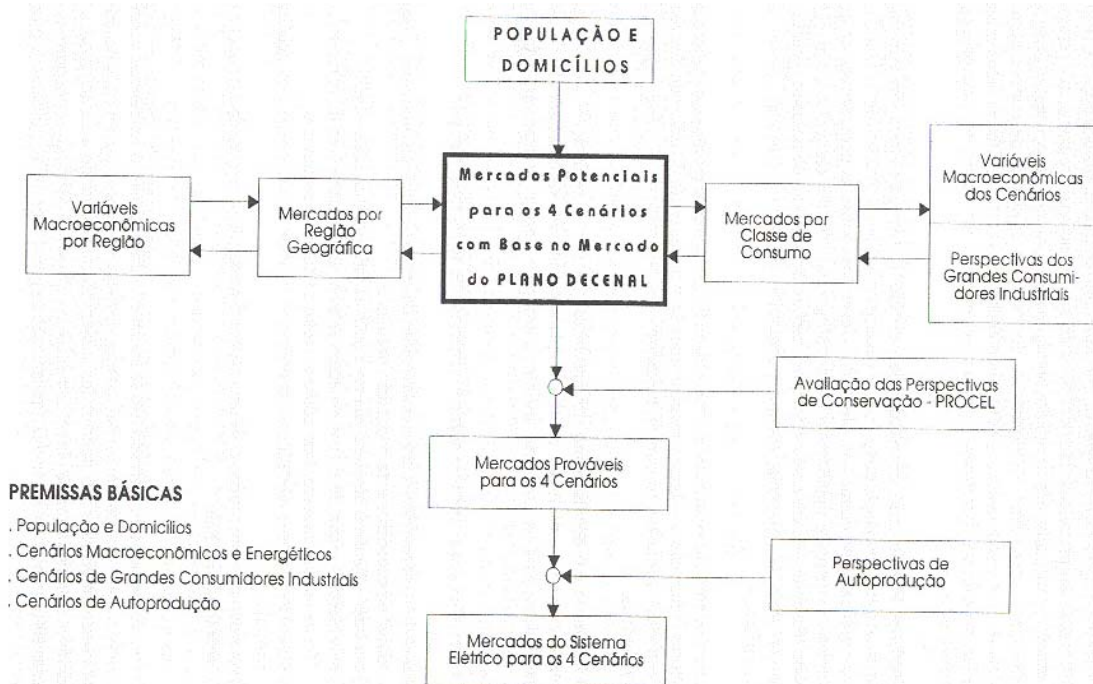 POPULAÇÃO E
DOMICÍLIOS
Variáveis
Macroeconômicas
por Região
Mercados por
Região
Geográfica
Mercados Potenciais
para os 4 Cenários
com Base no Mercado
do PLANO DECENAL
Mercados por
Classe de
Consumo
Variáveis
Macroeconômicas
dos Cenários
Perspectivas dos
Grandes Consumi-
dores Industriais
Avaliação das Perspectivas
de Conservação - PROCEL
Mercados Prováveis
para os 4 Cenários
PREMISSAS BÁSICAS
. População e Domicílios
. Cenários Macroeconômicos e Energéticos
. Cenários de Grandes Consumidores Industriais
. Cenários de Autoprodução
Perspectivas de
Autoprodução
Mercados do Sistema
Elétrico para os 4 Cenários